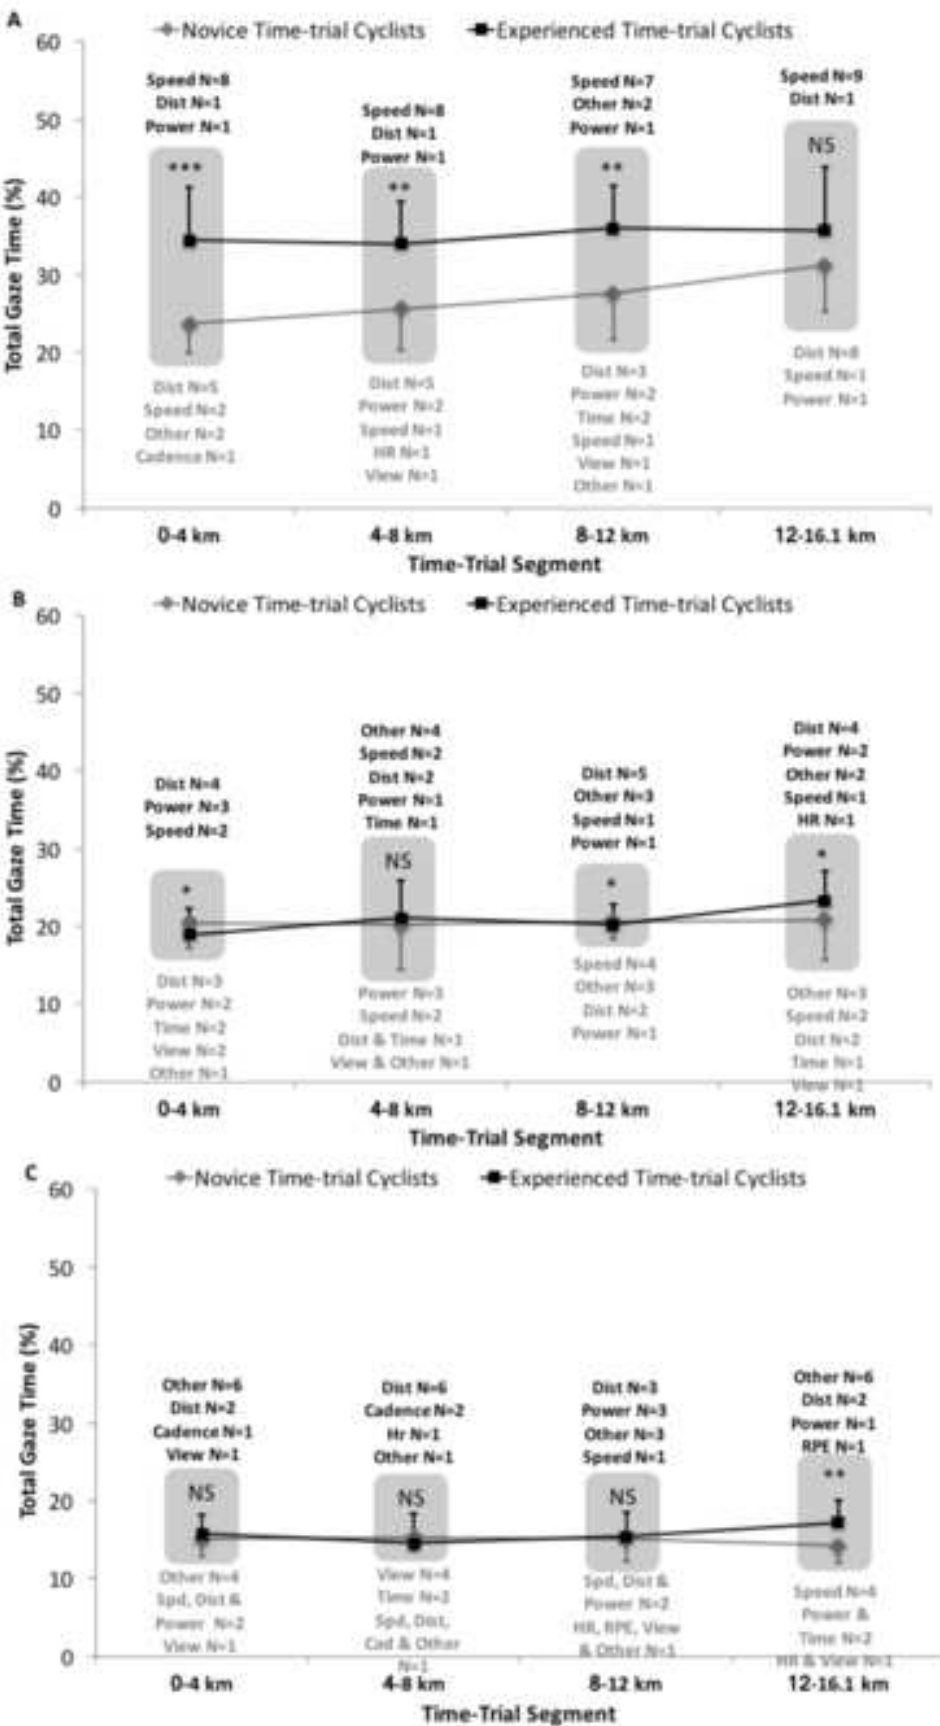 A
Novice Time-trial Cyclists Experienced Time-trial Cyclists
60
50
40
30
20
10
0
Total Gaze Time (%)
Speed N=8
Dist N=1
Power N=1
***
Speed N=8
Dist N=1
Power N=1
**
Speed N=7
Other N=2
Power N=1
**
Speed N=9
Dist N=1
NS
Dist N=5
Speed N=2
Other N=2
Cadence N=1
Dist N=5
Power N=2
Speed N=1
HR N=1
View N=1
Dist N=3
Power N=2
Time N=2
Speed N=1
View N=1
Other N=1
Dist N=8
Speed N=1
Power N=1
0-4 km 4-8 km 8-12 km 12-16.1 km
Time-Trial Segment
B
Novice Time-trial Cyclists Experienced Time-trial Cyclists
60
50
40
30
20
10
0
Total Gaze Time (%)
Dist N=4
Power N=3
Speed N=2
*
Other N=4
Speed N=2
Dist N=2
Power N=1
Time N=1
NS
Dist N=5
Other N=3
Speed N=1
Power N=1
*
Dist N=4
Power N=2
Other N=2
Speed N=1
HR N=1
*
Dist N=3
Power N=2
Time N=2
View N=2
Other N=1
Power N=3
Speed N=2
Dist & Time N=1
View & Other N=1
Speed N=4
Other N=3
Dist N=2
Power N=1
Other N=3
Speed N=2
Dist N=2
Time N=1
View N=1
0-4 km 4-8 km 8-12 km 12-16.1 km
Time-Trial Segment
C
Novice Time-trial Cyclists Experienced Time-trial Cyclists
60
50
40
30
20
10
0
Total Gaze Time (%)
Other N=6
Dist N=2
Cadence N=1
View N=1
NS
Dist N=6
Cadence N=2
Hr N=1
Other N=1
NS
Dist N=3
Power N=3
Other N=3
Speed N=1
NS
Other N=6
Dist N=2
Power N=1
RPE N=1
**
Other N=4
Spd, Dist &
Power N=2
View N=1
View N=4
Time N=2
Spd, Dist,
Cad & Other
N=1
Spd, Dist &
Power N=2
HR, RPE, View
& Other N=1
Speed N=4
Power &
Time N=2
HR & View N=1
0-4 km 4-8 km 8-12 km 12-16.1 km
Time-Trial Segment